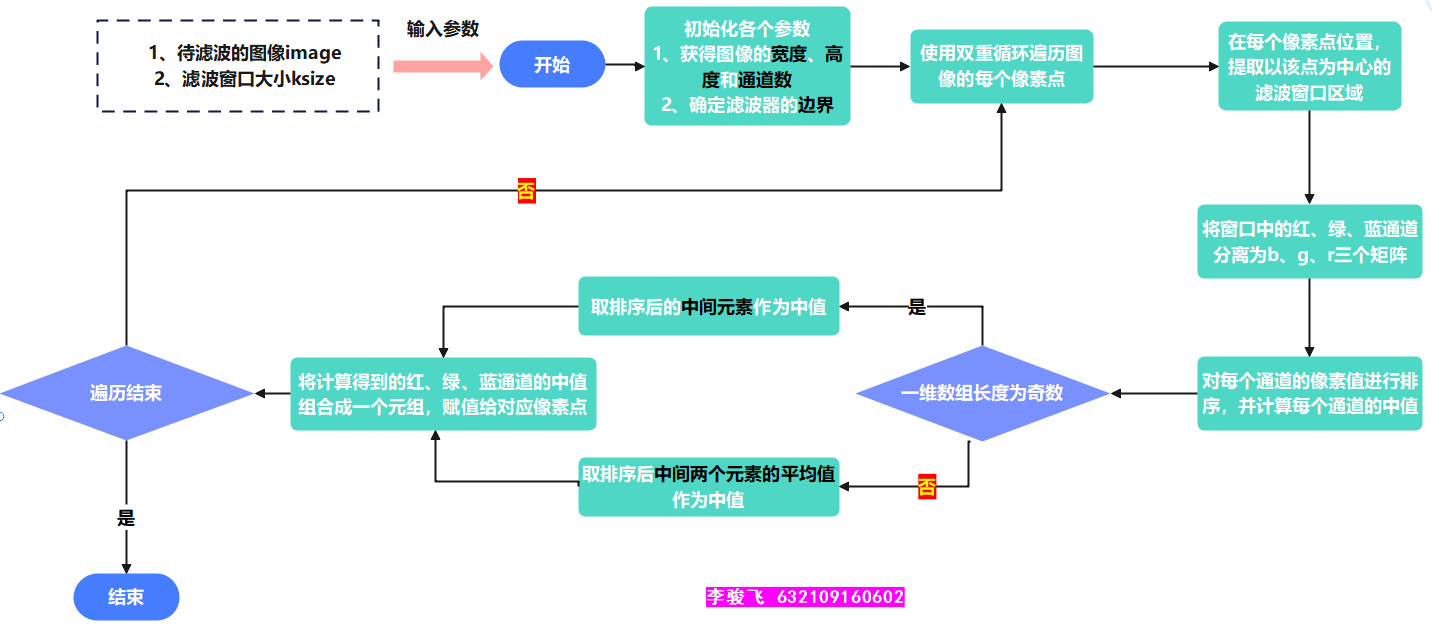 1、待滤波的图像image
2、滤波窗口大小ksize
输入参数
开始
初始化各个参数
1、获得图像的宽度、高
度和通道数
2、确定滤波器的边界
使用双重循环遍历图
像的每个像素点
在每个像素点位置，
提取以该点为中心的
滤波窗口区域
将窗口中的红、绿、蓝通道
分离为b、g、r三个矩阵
对每个通道的像素值进行排
序，并计算每个通道的中值
一维数组长度为奇数
是
取排序后的中间元素作为中值
否
取排序后中间两个元素的平均值
作为中值
将计算得到的红、绿、蓝通道的中值
组合成一个元组，赋值给对应像素点
遍历结束
否
是
结束
李骏飞 632109160602